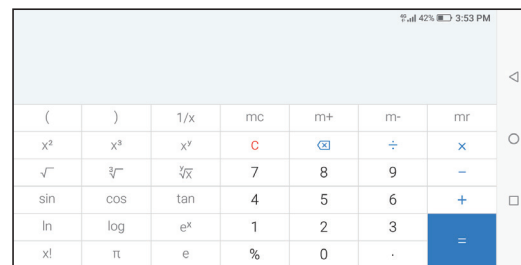 4G 42% 3:53 PM
( ) 1/x mc m+ m- mr
x² x³ xʸ C ⌫ ÷ ×
√ ∛ ʸ√x 7 8 9 −
sin cos tan 4 5 6 +
ln log eˣ 1 2 3 =
x! π e % 0 .